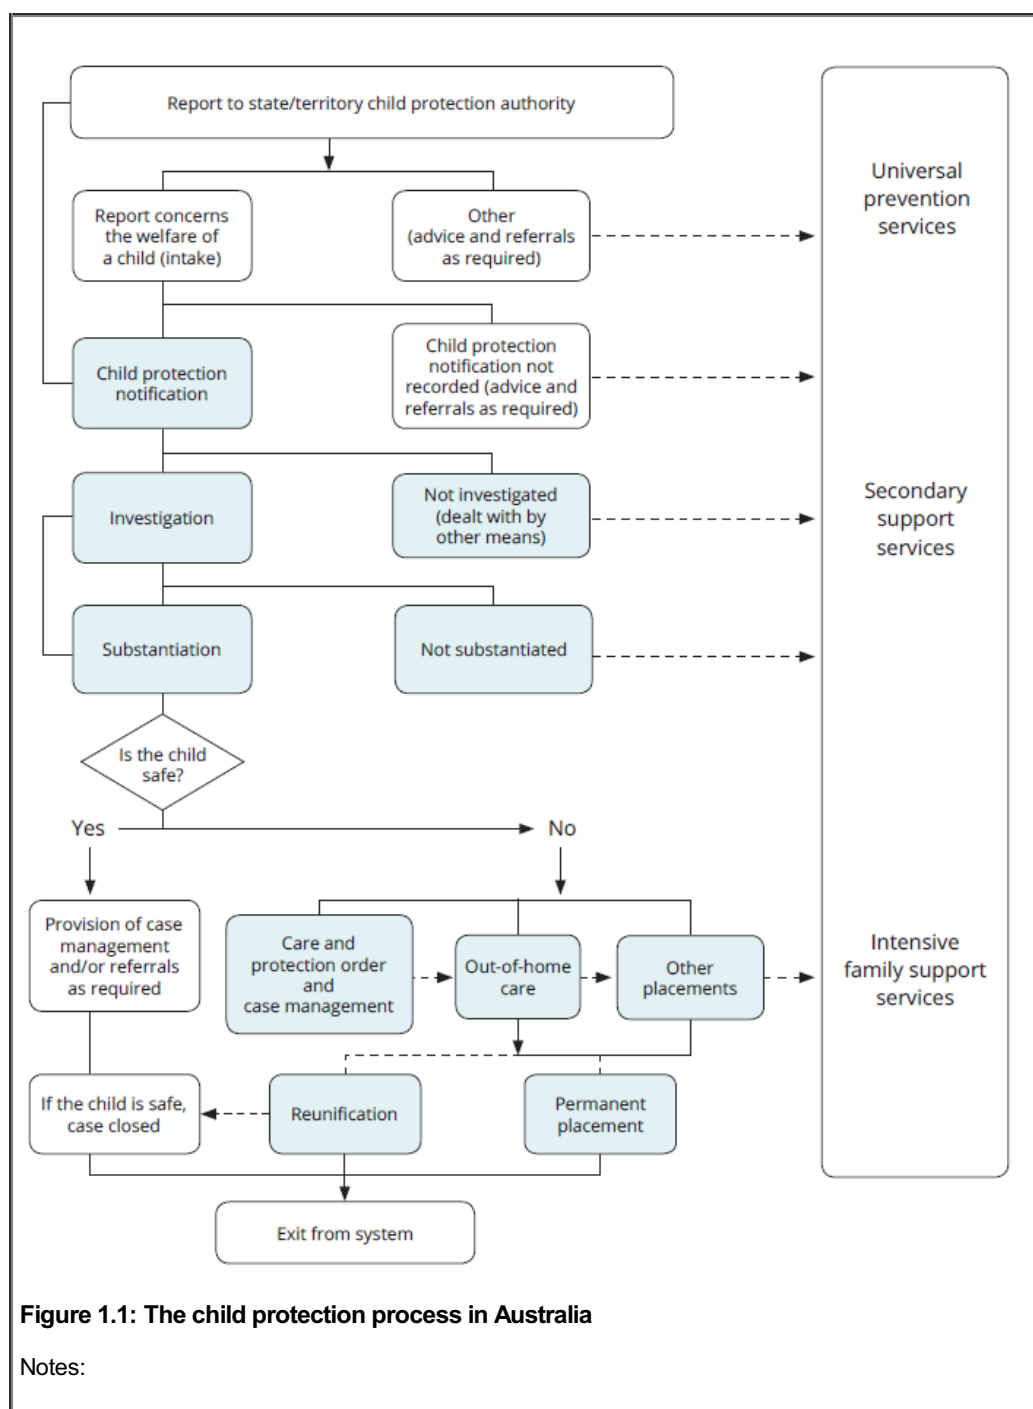 Report to state/territory child protection authority
Report concerns
the welfare of
a child (intake)
Other
(advice and referrals
as required)
Universal
prevention
services
Child protection
notification
Child protection
notification not
recorded (advice and
referrals as required)
Investigation
Not investigated
(dealt with by
other means)
Secondary
support
services
Substantiation
Not substantiated
Is the child
safe?
Yes
No
Provision of case
management
and/or referrals
as required
Care and
protection order
and
case management
Out-of-home
care
Other
placements
Intensive
family support
services
If the child is safe,
case closed
Reunification
Permanent
placement
Exit from system
Figure 1.1: The child protection process in Australia
Notes: